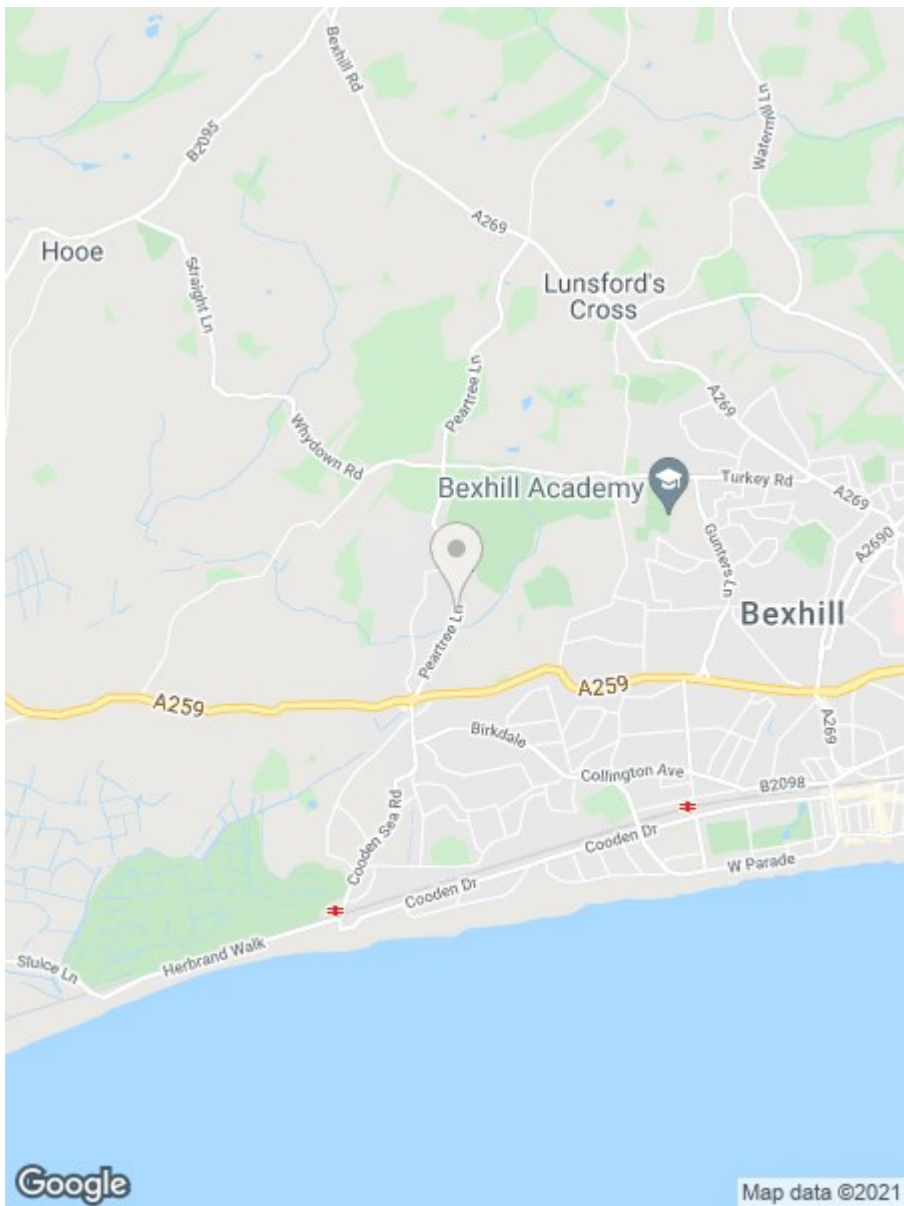 Bexhill Rd
B2095
Watermill Ln
A269
Hooe
Straight Ln
Lunsford's
Cross
Peartree Ln
A269
Whydown Rd
Bexhill Academy
Turkey Rd
A269
A2690
Gunters Ln
Bexhill
Peartree Ln
A259
A259
A269
Birkdale
Collington Ave
B2098
Cooden Sea Rd
Cooden Dr
W Parade
Cooden Dr
Herbrand Walk
Sluice Ln
Google
Map data ©2021